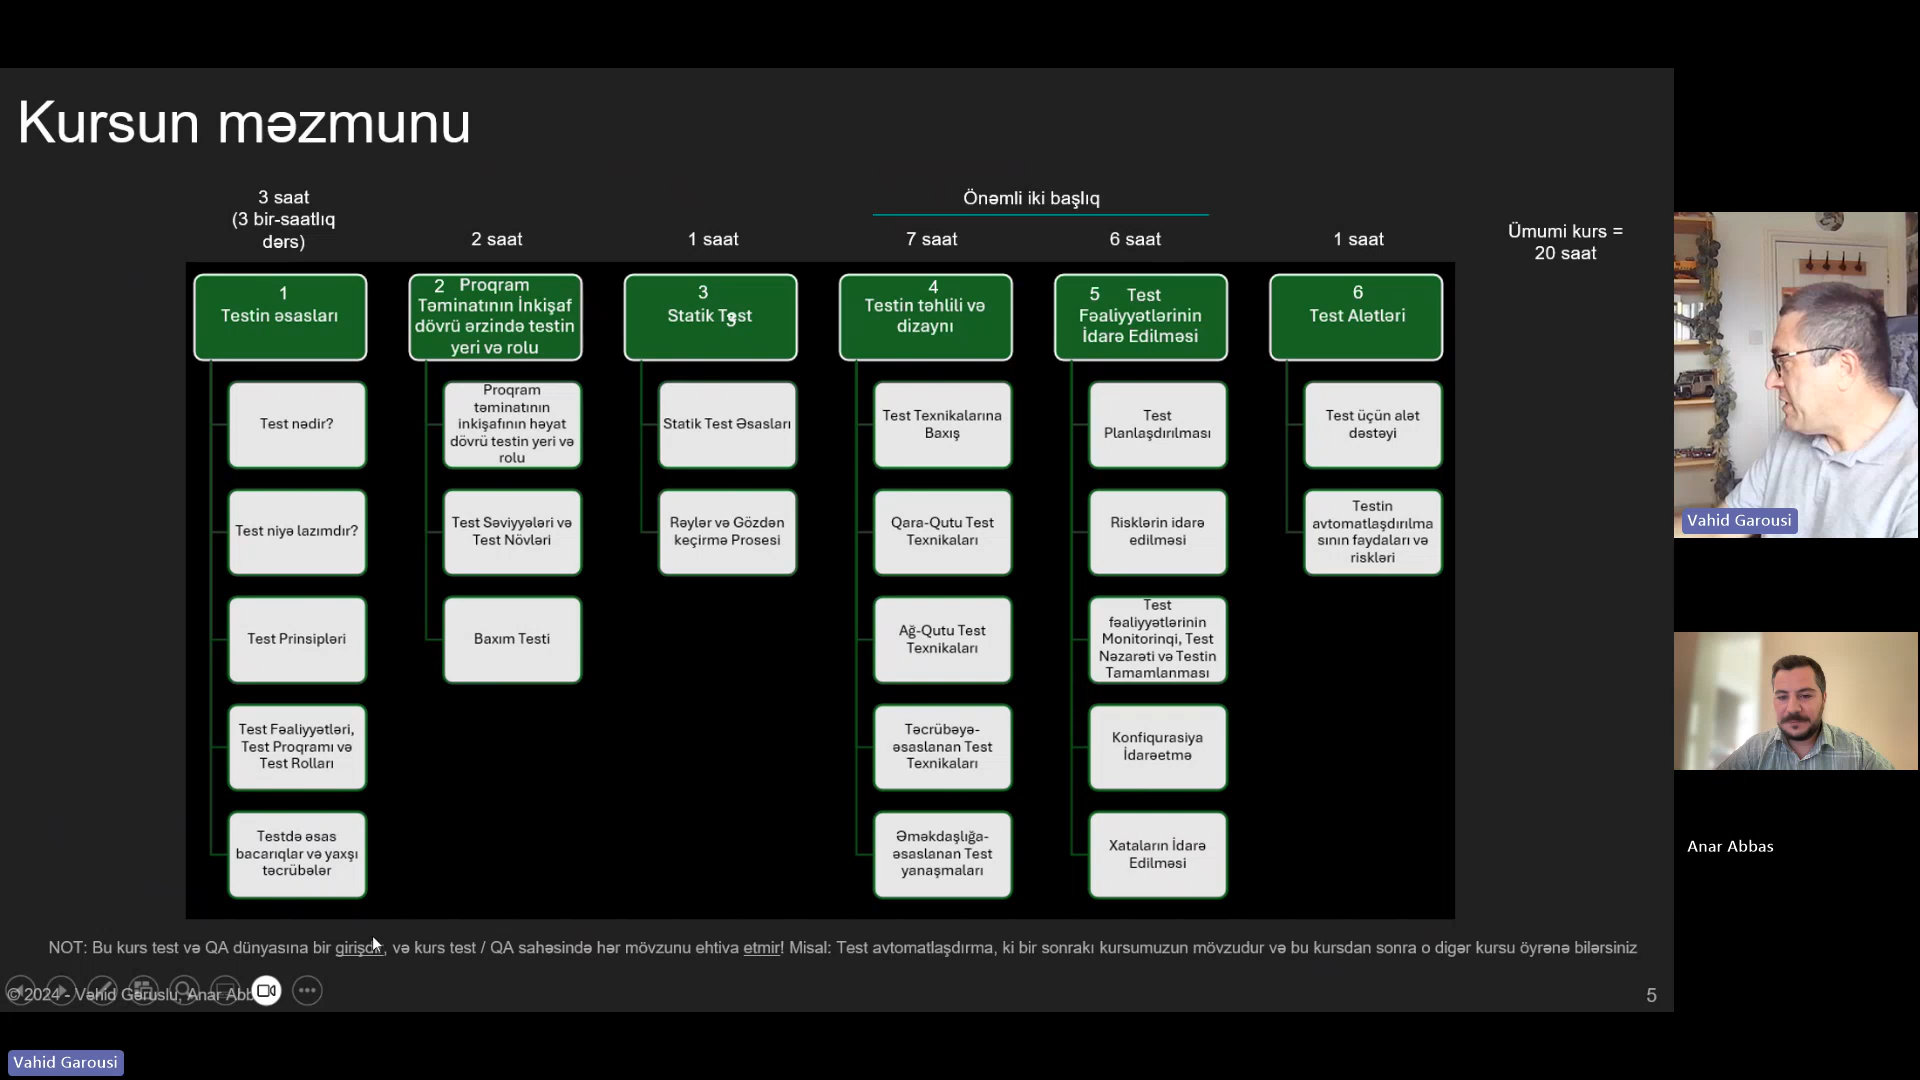 Kursun məzmunu
3 saat
(3 bir-saatlıq
dərs)
2 saat
1 saat
Önəmli iki başlıq
7 saat
6 saat
1 saat
Ümumi kurs =
20 saat
1
Testin əsasları
Test nədir?
Test niyə lazımdır?
Test Prinsipləri
Test Fəaliyyətləri,
Test Proqramı və
Test Rolları
Testdə əsas
bacarıqlar və yaxşı
təcrübələr
2 Proqram
Təminatının İnkişaf
dövrü ərzində testin
yeri və rolu
Proqram
təminatının
inkişafının həyat
dövrü testin yeri və
rolu
Test Səviyyələri və
Test Növləri
Baxım Testi
3
Statik Test
3
Statik Test Əsasları
Rəylər və Gözdən
keçirmə Prosesi
4
Testin təhlili və
dizaynı
Test Texnikalarına
Baxış
Qara-Qutu Test
Texnikaları
Ağ-Qutu Test
Texnikaları
Təcrübəyə-
əsaslanan Test
Texnikaları
Əməkdaşlığa-
əsaslanan Test
yanaşmaları
5 Test
Fəaliyyətlərinin
İdarə Edilməsi
Test
Planlaşdırılması
Risklərin idarə
edilməsi
Test
fəaliyyətlərinin
Monitorinqi, Test
Nəzarəti və Testin
Tamamlanması
Konfiqurasiya
İdarəetmə
Xataların İdarə
Edilməsi
6
Test Alətləri
Test üçün alət
dəstəyi
Testin
avtomatlaşdırılma
sının faydaları və
riskləri
NOT: Bu kurs test və QA dünyasına bir girişdir, və kurs test / QA sahəsində hər mövzunu ehtiva etmir! Misal: Test avtomatlaşdırma, ki bir sonrakı kursumuzun mövzudur və bu kursdan sonra o digər kursu öyrənə bilərsiniz
© 2024 - Vahid Garuslu, Anar Abb
5
Vahid Garousi
Anar Abbas
Vahid Garousi